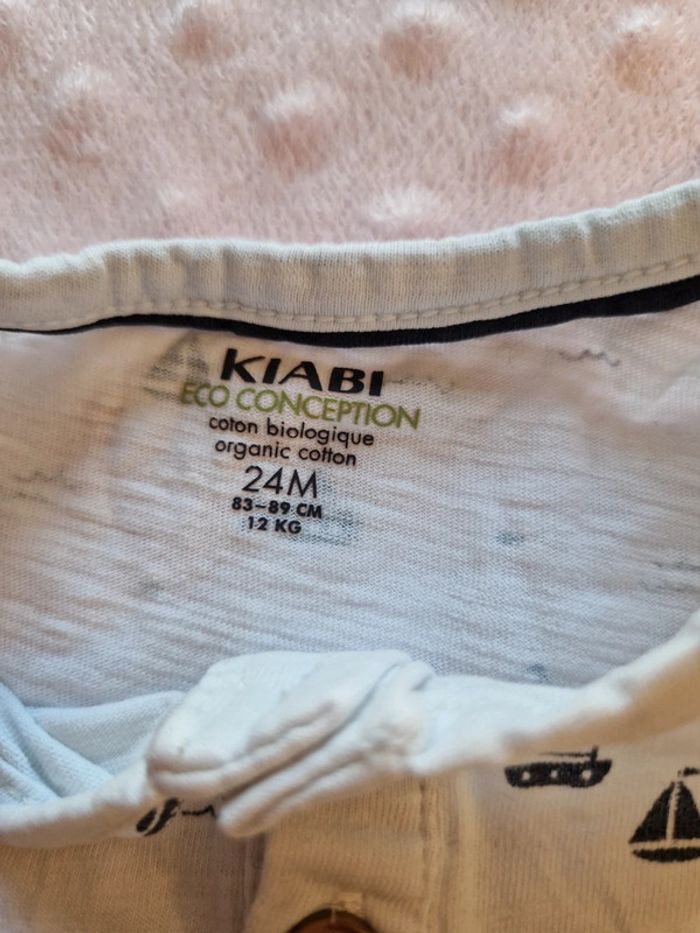 KIABI
ECO CONCEPTION
coton biologique
organic cotton
24M
83-89 CM
12 KG